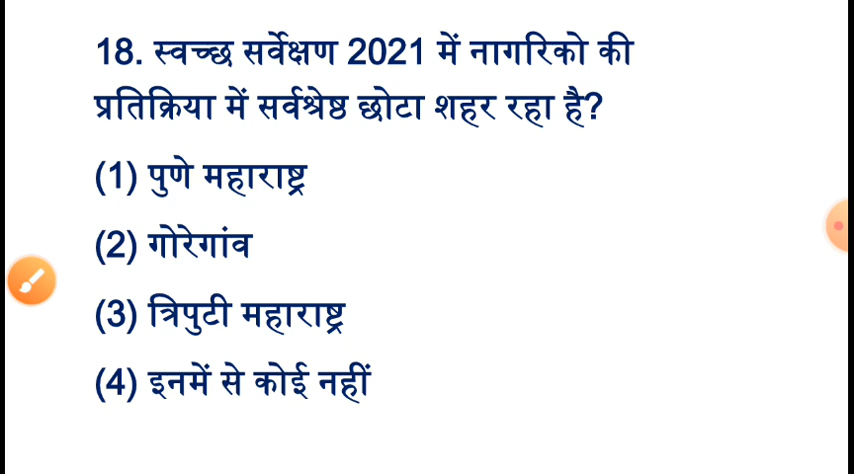 18. स्वच्छ सर्वेक्षण 2021 में नागरिको की
प्रतिक्रिया में सर्वश्रेष्ठ छोटा शहर रहा है?
(1) पुणे महाराष्ट्र
(2) गोरेगांव
(3) त्रिपुटी महाराष्ट्र
(4) इनमें से कोई नहीं